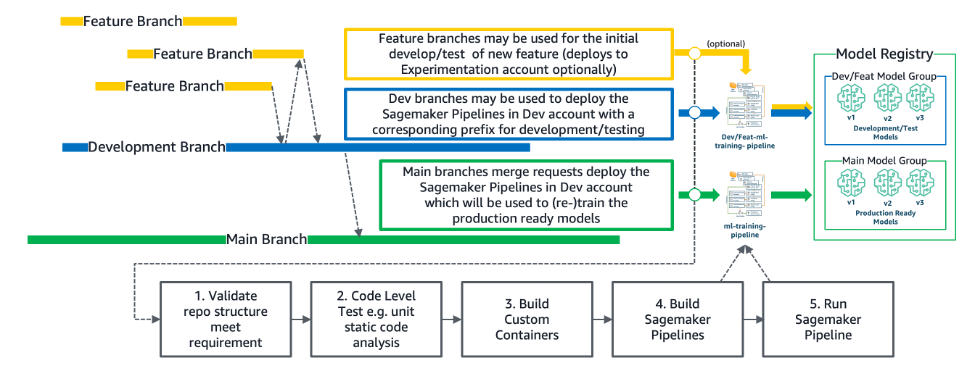 Feature Branch
Feature Branch
Feature Branch
Development Branch
Main Branch
Feature branches may be used for the initial
develop/test of new feature (deploys to
Experimentation account optionally)
Dev branches may be used to deploy the
Sagemaker Pipelines in Dev account with a
corresponding prefix for development/testing
Main branches merge requests deploy the
Sagemaker Pipelines in Dev account
which will be used to (re-)train the
production ready models
(optional)
Dev/Feat-ml-
training- pipeline
ml-training-
pipeline
Model Registry
Dev/Feat Model Group
v1 v2 v3
Development/Test
Models
Main Model Group
v1 v2 v3
Production Ready
Models
1. Validate
repo structure
meet
requirement
2. Code Level
Test e.g. unit
static code
analysis
3. Build
Custom
Containers
4. Build
Sagemaker
Pipelines
5. Run
Sagemaker
Pipeline